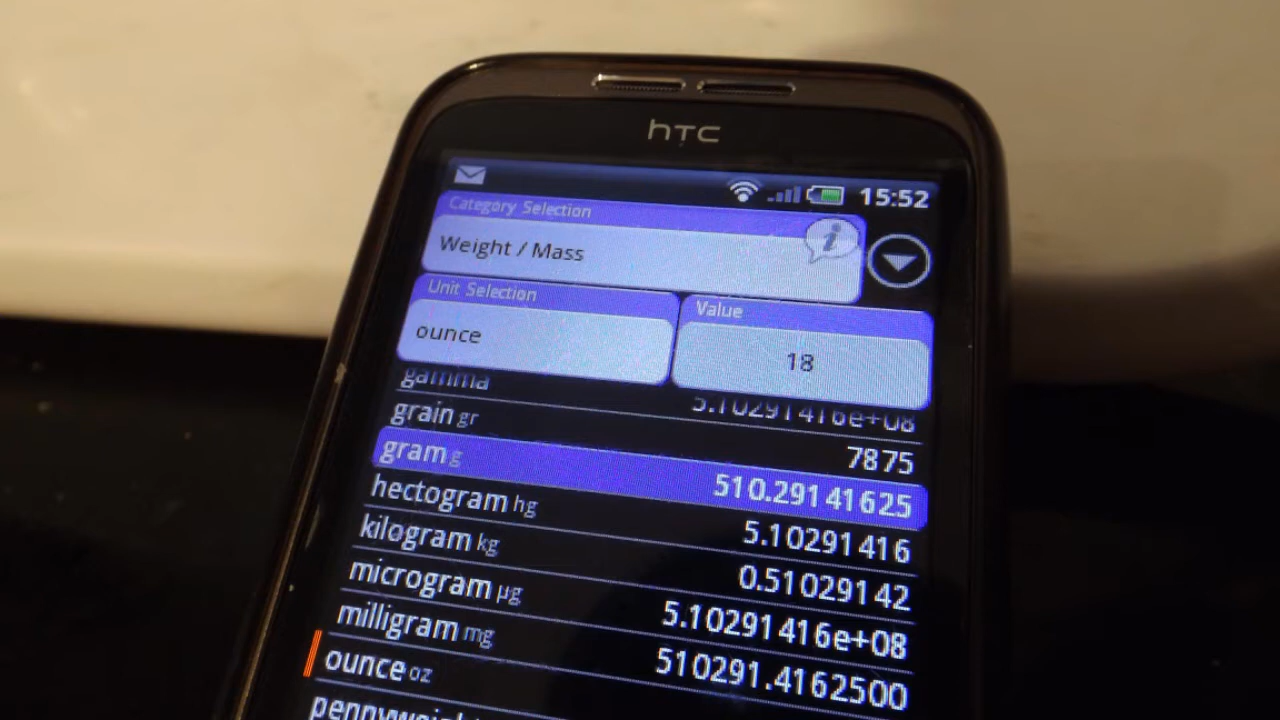 hTC
15:52
Category Selection
Weight / Mass
i
Unit Selection
Value
ounce
18
gamma 5.10291416e+08
grain gr 7875
gram g 510.29141625
hectogram hg 5.10291416
kilogram kg 0.51029142
microgram µg 5.10291416e+08
milligram mg 510291.4162500
ounce oz